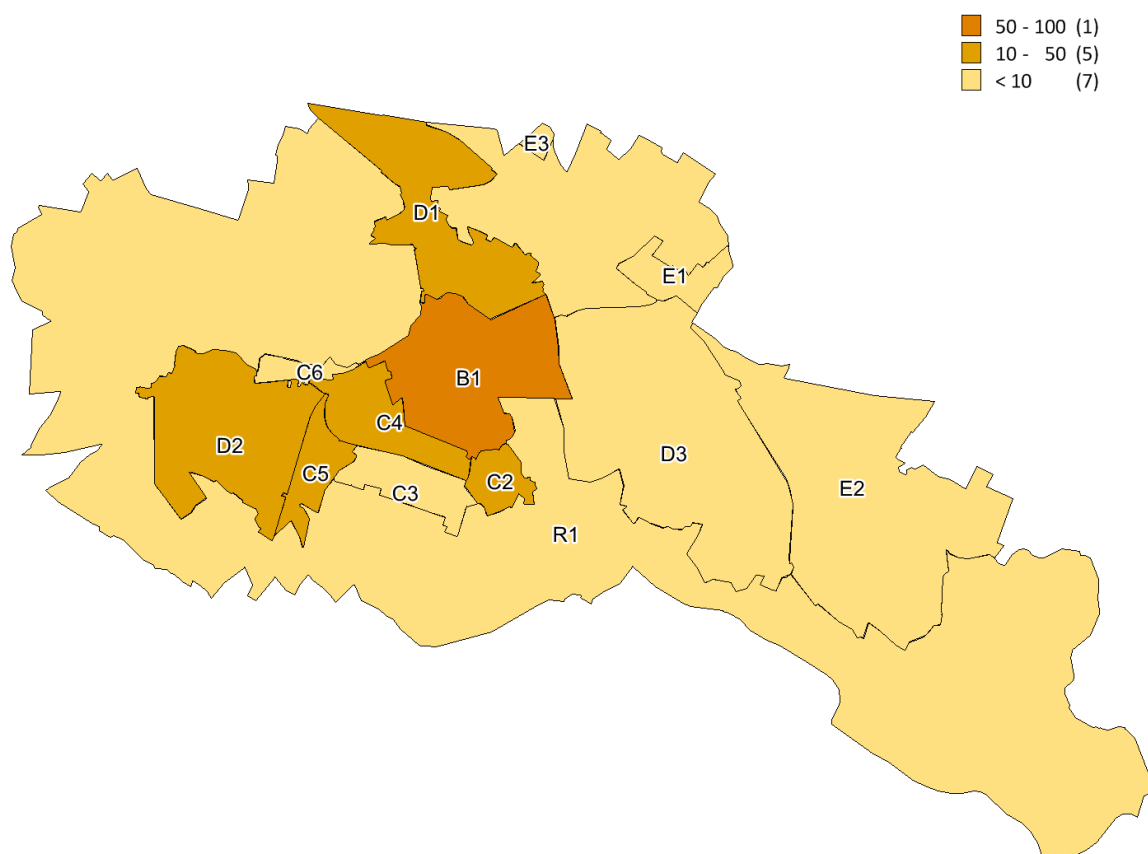 50 - 100 (1)
10 - 50 (5)
< 10 (7)
E3
D1
E1
C6
B1
C4
D2
D3
C5
C2
E2
C3
R1